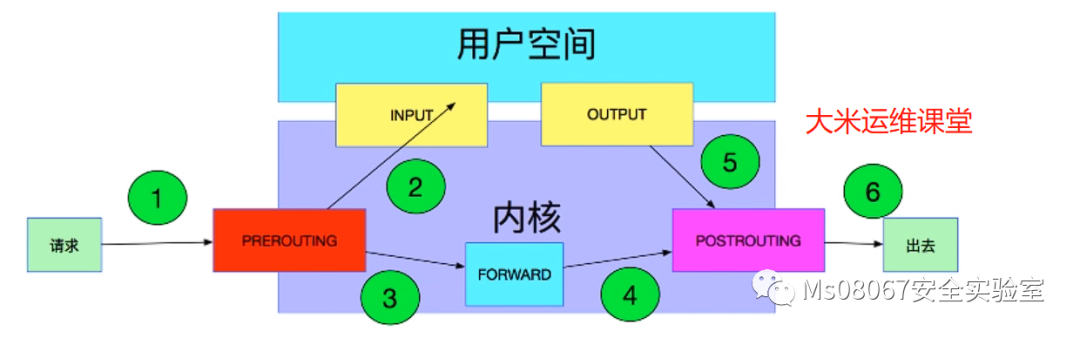 用户空间
INPUT
OUTPUT
大米运维课堂
1
2
5
6
内核
请求
PREROUTING
POSTROUTING
出去
FORWARD
3
4
Ms08067安全实验室